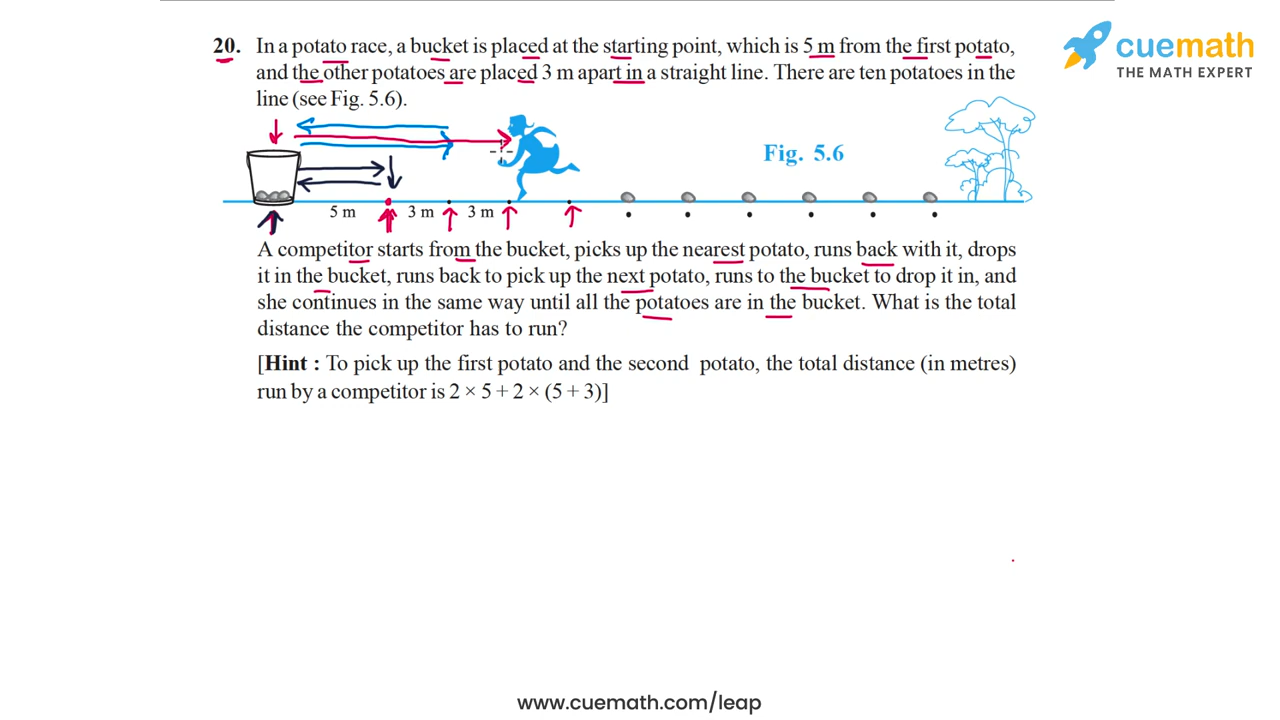 20. In a potato race, a bucket is placed at the starting point, which is 5 m from the first potato,
and the other potatoes are placed 3 m apart in a straight line. There are ten potatoes in the
line (see Fig. 5.6).
cuemath
THE MATH EXPERT
Fig. 5.6
5 m 3 m 3 m
A competitor starts from the bucket, picks up the nearest potato, runs back with it, drops
it in the bucket, runs back to pick up the next potato, runs to the bucket to drop it in, and
she continues in the same way until all the potatoes are in the bucket. What is the total
distance the competitor has to run?
[Hint : To pick up the first potato and the second potato, the total distance (in metres)
run by a competitor is 2 × 5 + 2 × (5 + 3)]
www.cuemath.com/leap